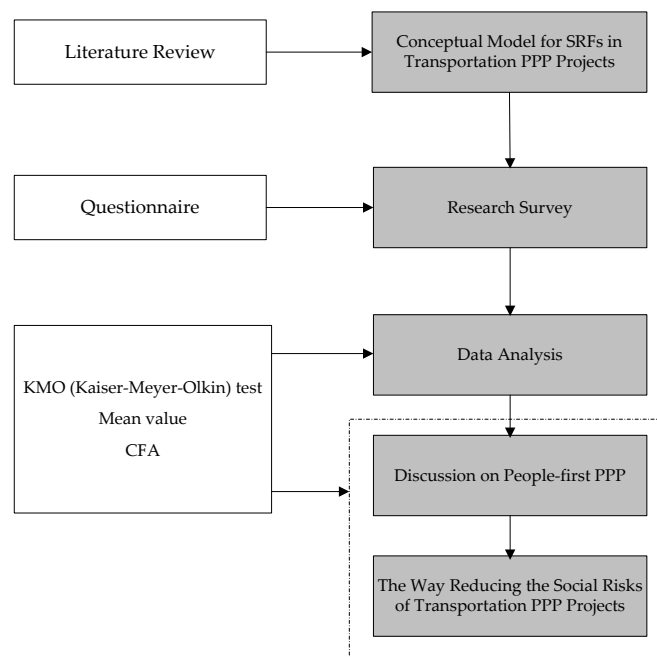 Literature Review
Conceptual Model for SRFs in
Transportation PPP Projects
Questionnaire
Research Survey
KMO (Kaiser-Meyer-Olkin) test
Mean value
CFA
Data Analysis
Discussion on People-first PPP
The Way Reducing the Social Risks
of Transportation PPP Projects